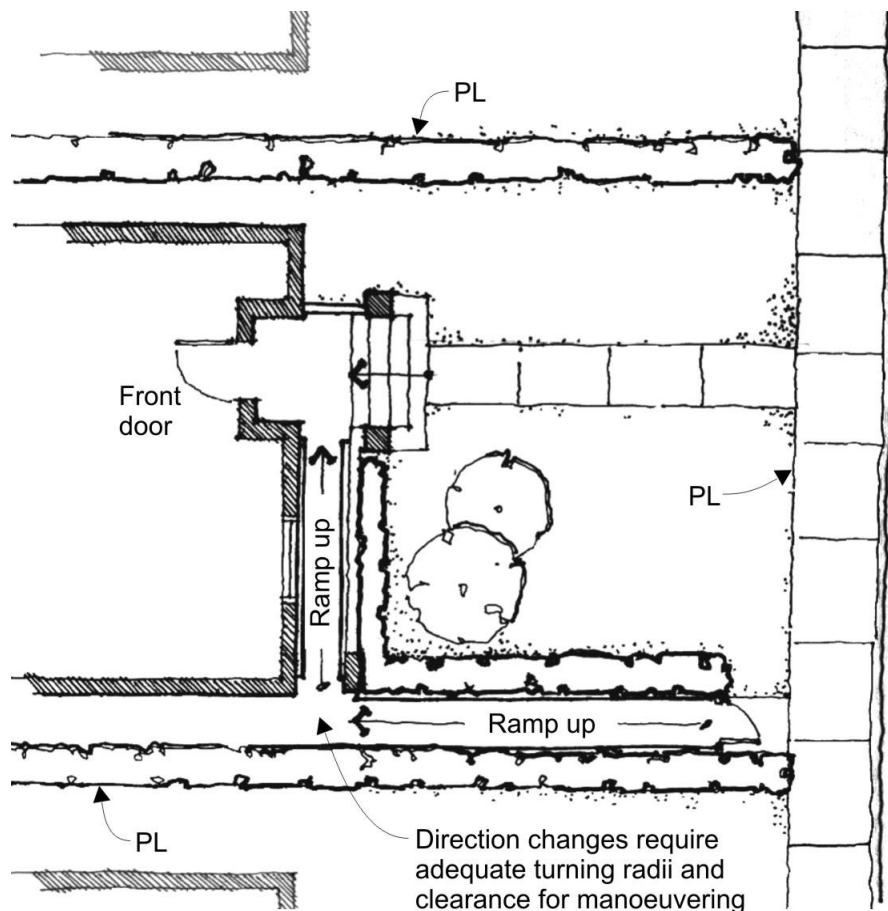 PL
Front
door
PL
Ramp up
Ramp up
PL
Direction changes require
adequate turning radii and
clearance for manoeuvering